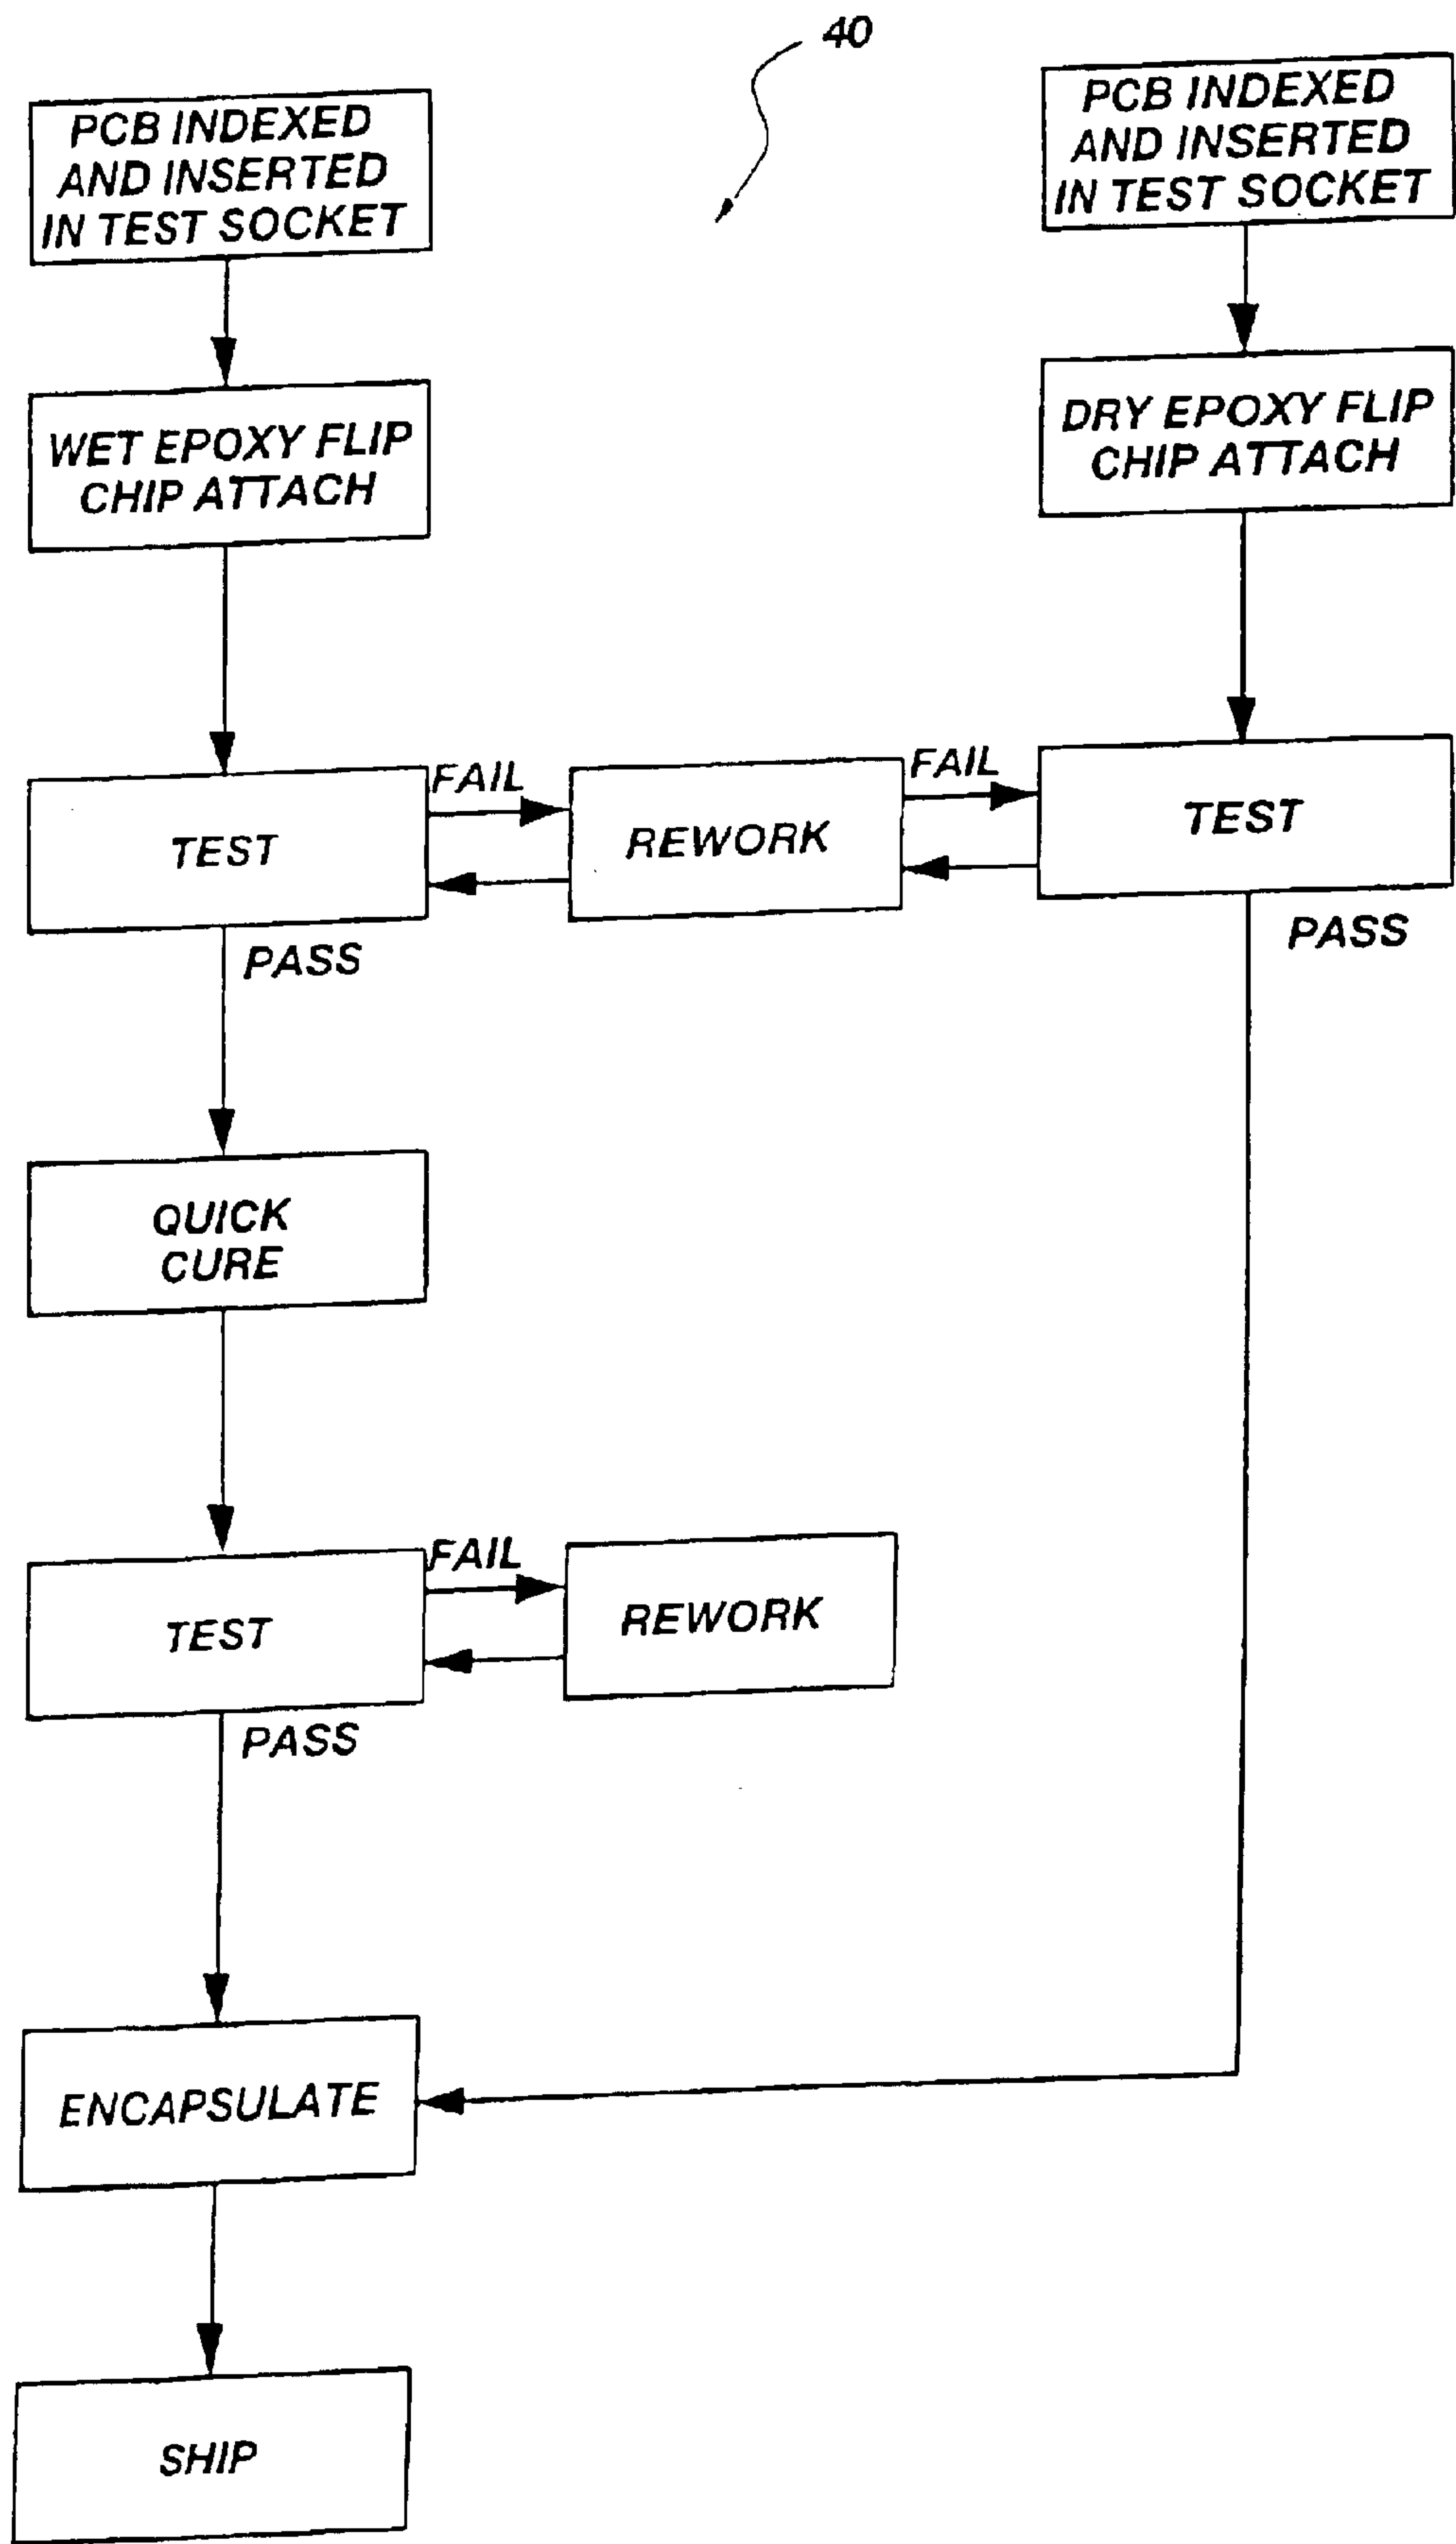 40
PCB INDEXED
AND INSERTED
IN TEST SOCKET
PCB INDEXED
AND INSERTED
IN TEST SOCKET
WET EPOXY FLIP
CHIP ATTACH
DRY EPOXY FLIP
CHIP ATTACH
TEST
FAIL
REWORK
FAIL
TEST
PASS
PASS
QUICK
CURE
TEST
FAIL
REWORK
PASS
ENCAPSULATE
SHIP